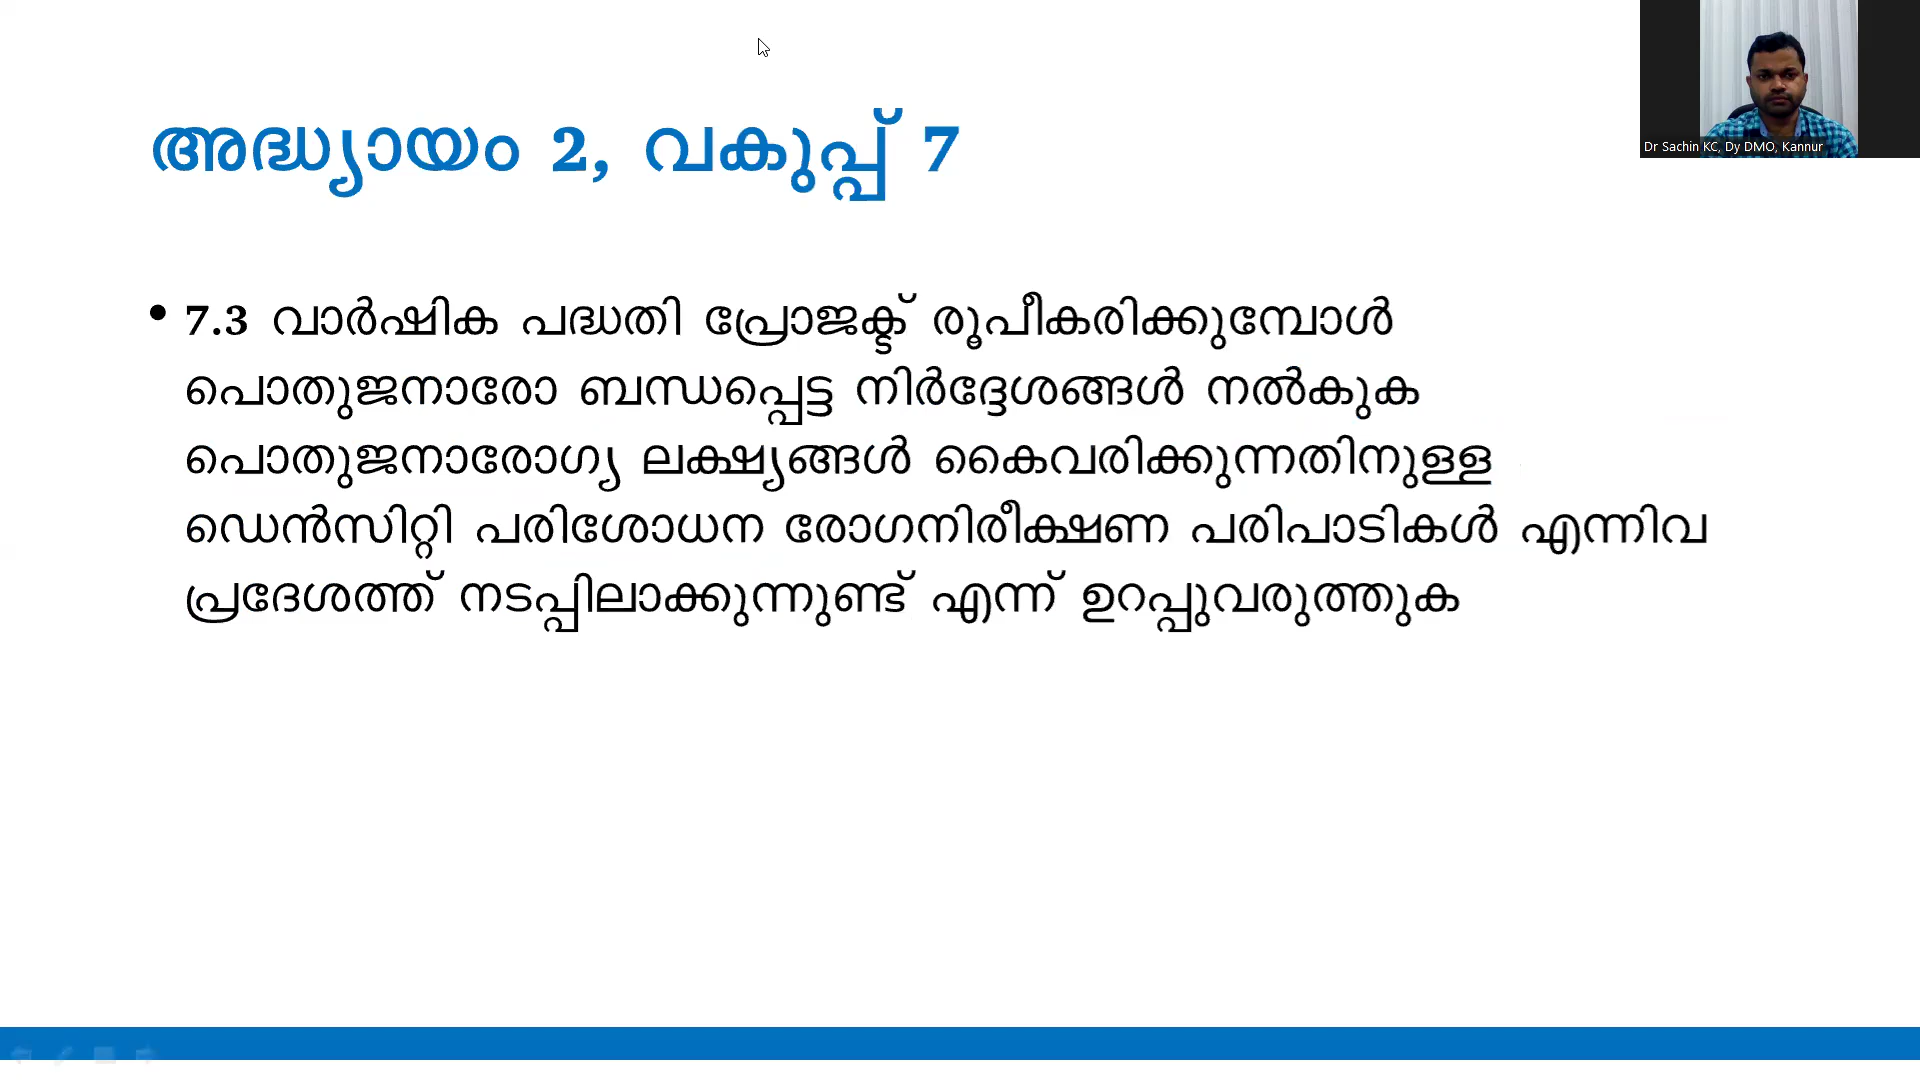 അദ്ധ്യായം 2, വകുപ്പ് 7
Dr Sachin KC, Dy DMO, Kannur
• 7.3 വാർഷിക പദ്ധതി പ്രോജക്ട് രൂപീകരിക്കുമ്പോൾ
പൊതുജനാരോ ബന്ധപ്പെട്ട നിർദ്ദേശങ്ങൾ നൽകുക
പൊതുജനാരോഗ്യ ലക്ഷ്യങ്ങൾ കൈവരിക്കുന്നതിനുള്ള
ഡെൻസിറ്റി പരിശോധന രോഗനിരീക്ഷണ പരിപാടികൾ എന്നിവ
പ്രദേശത്ത് നടപ്പിലാക്കുന്നുണ്ട് എന്ന് ഉറപ്പുവരുത്തുക